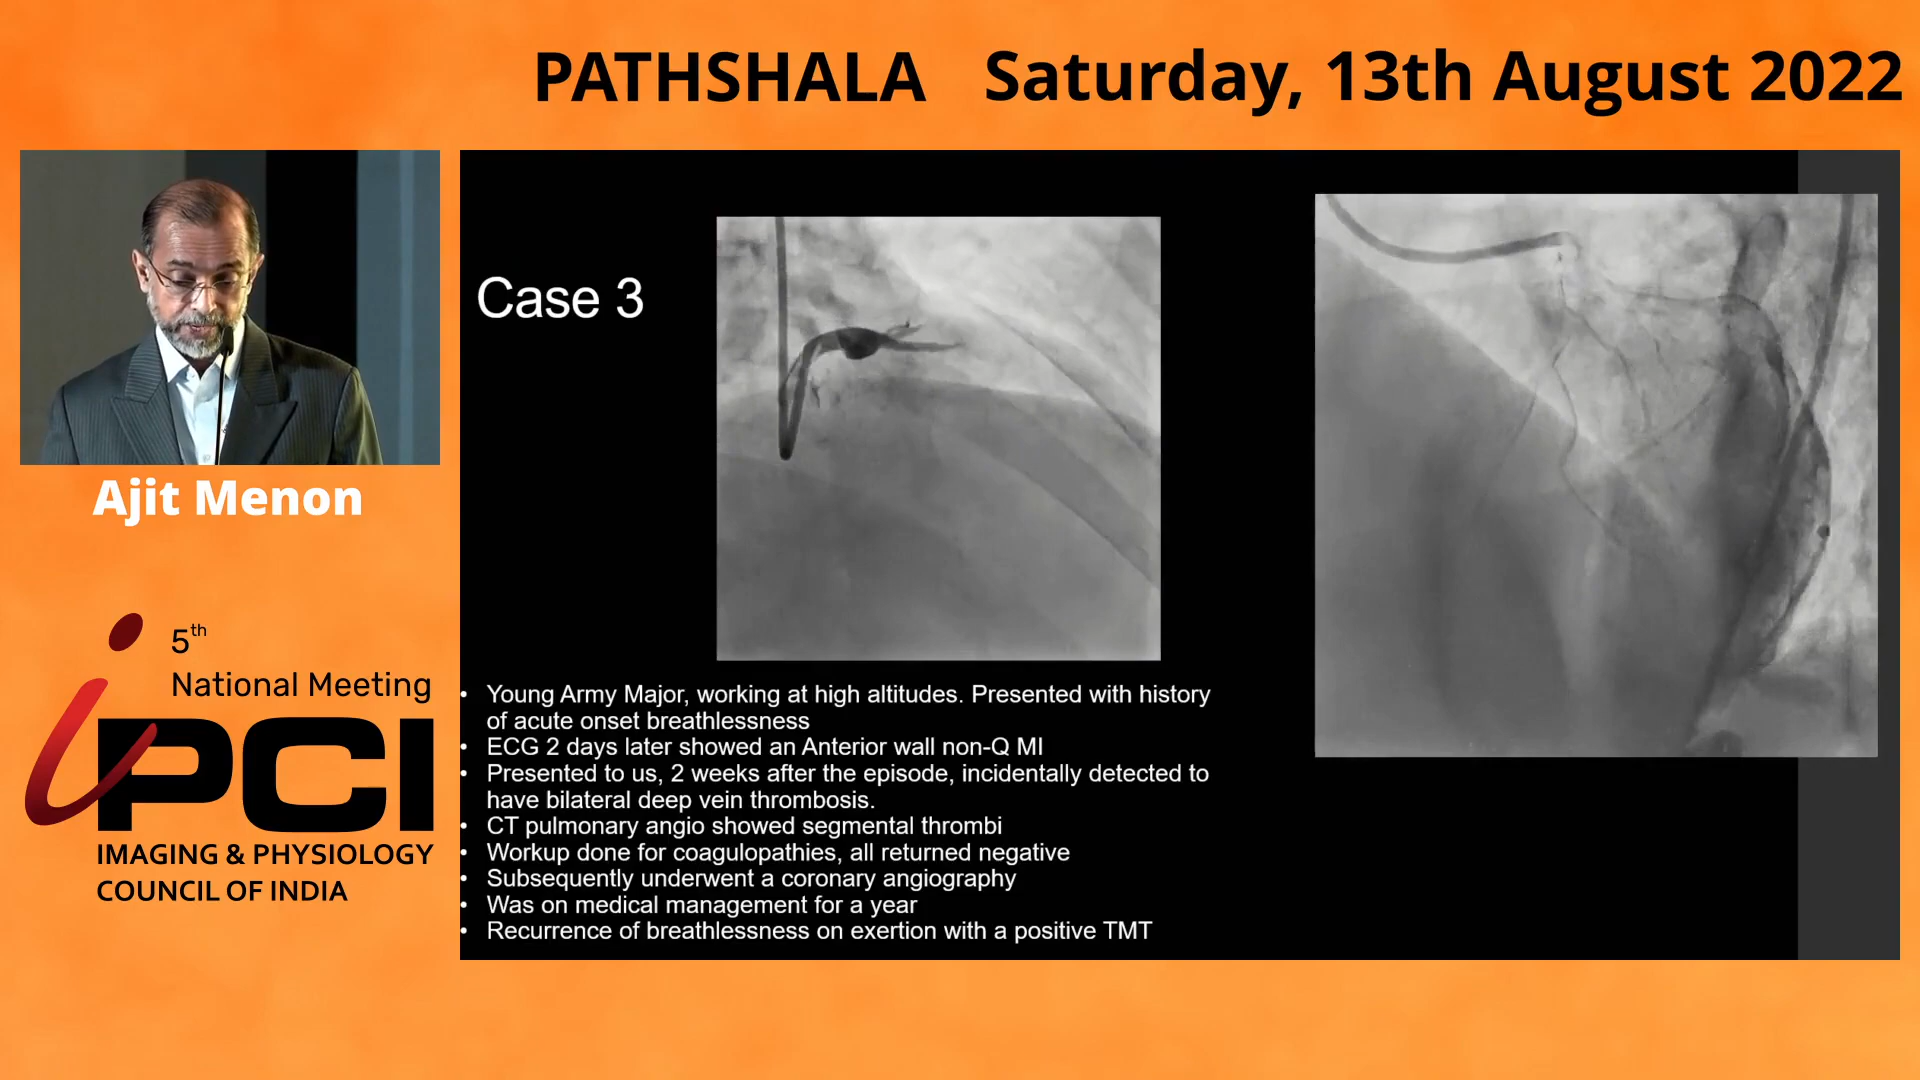 PATHSHALA Saturday, 13th August 2022
Case 3
Ajit Menon
5th
National Meeting
iPCI
IMAGING & PHYSIOLOGY
COUNCIL OF INDIA
• Young Army Major, working at high altitudes. Presented with history
of acute onset breathlessness
• ECG 2 days later showed an Anterior wall non-Q MI
• Presented to us, 2 weeks after the episode, incidentally detected to
have bilateral deep vein thrombosis.
• CT pulmonary angio showed segmental thrombi
• Workup done for coagulopathies, all returned negative
• Subsequently underwent a coronary angiography
• Was on medical management for a year
• Recurrence of breathlessness on exertion with a positive TMT